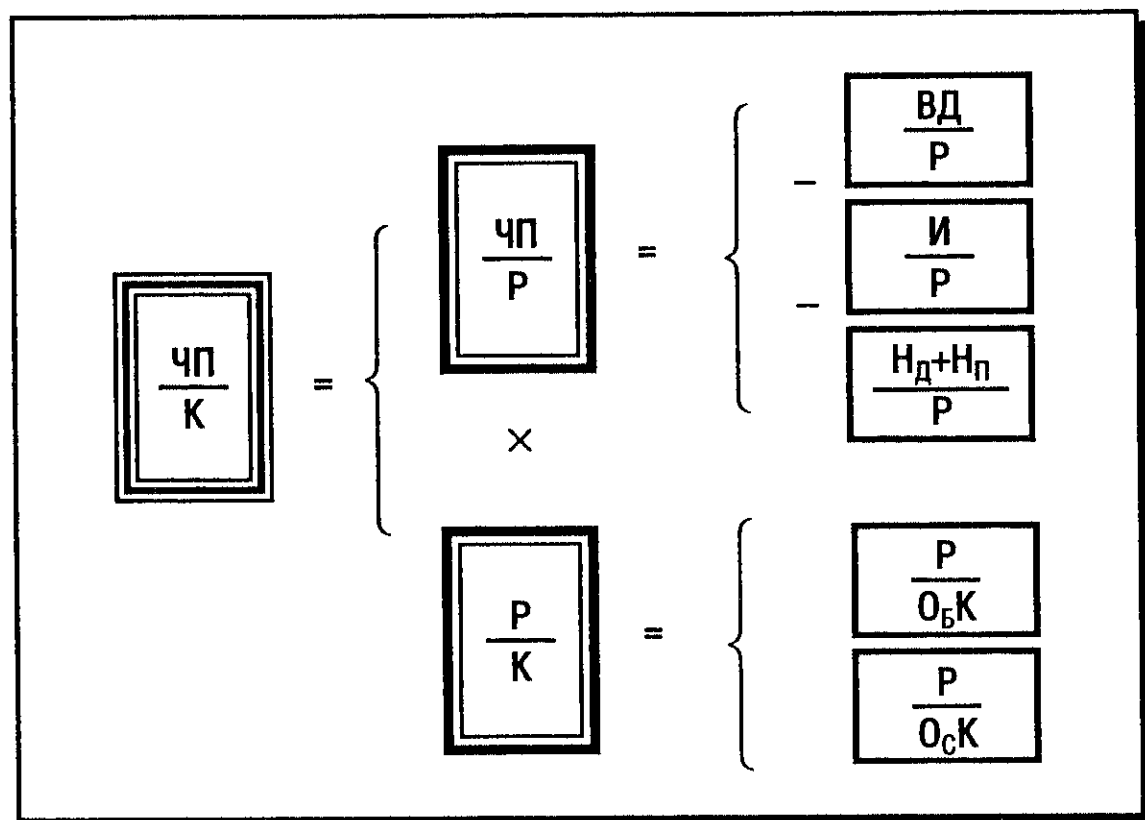 ЧП
К
=
ЧП
Р
=
×
Р
К
=
–
ВД
Р
–
И
Р
Нд+Нп
Р
Р
ОБК
Р
ОСК